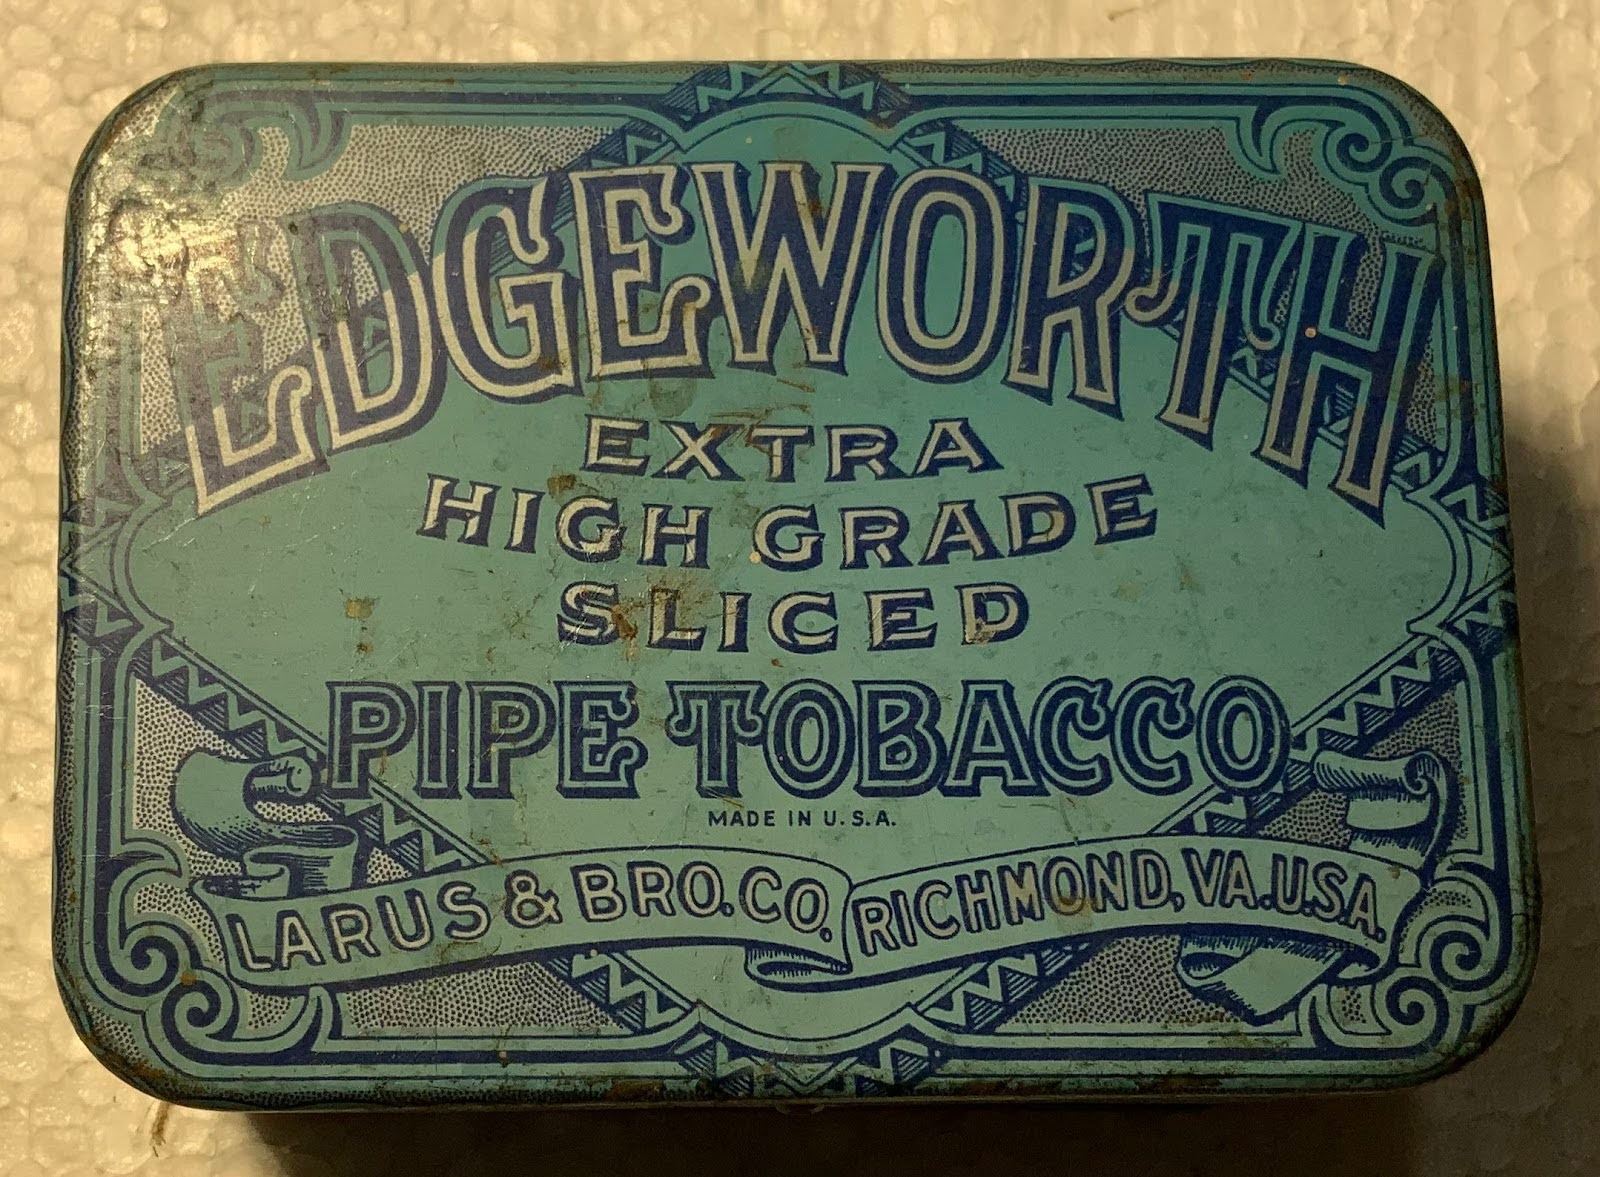 EDGEWORTH
EXTRA
HIGH GRADE
SLICED
PIPE TOBACCO
MADE IN U.S.A.
LARUS & BRO. CO. RICHMOND, VA. U.S.A.